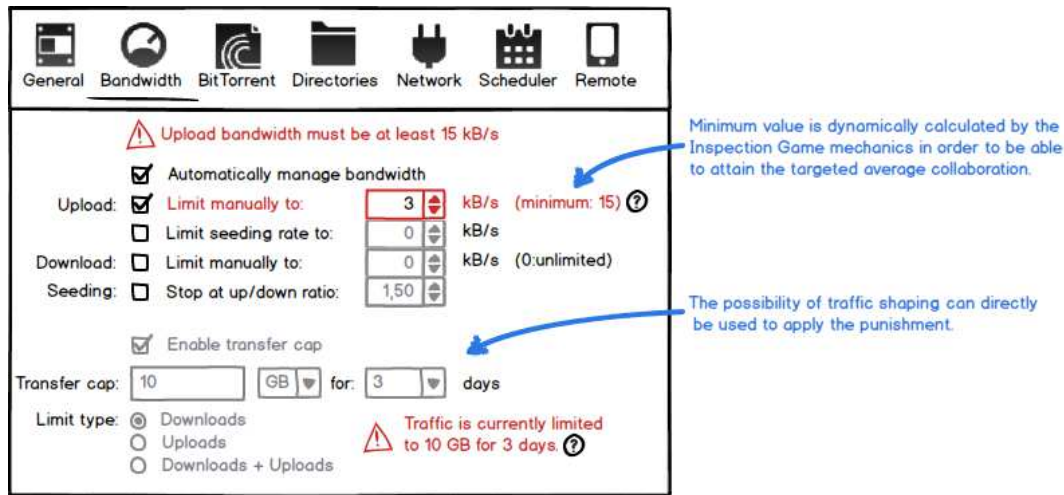 General Bandwidth BitTorrent Directories Network Scheduler Remote
Upload bandwidth must be at least 15 kB/s
Automatically manage bandwidth
Upload: Limit manually to: 3 kB/s (minimum: 15) ?
Limit seeding rate to: 0 kB/s
Download: Limit manually to: 0 kB/s (0:unlimited)
Seeding: Stop at up/down ratio: 1,50
Enable transfer cap
Transfer cap: 10 GB for: 3 days
Limit type: Downloads
Uploads
Downloads + Uploads
Traffic is currently limited
to 10 GB for 3 days. ?
Minimum value is dynamically calculated by the
Inspection Game mechanics in order to be able
to attain the targeted average collaboration.
The possibility of traffic shaping can directly
be used to apply the punishment.